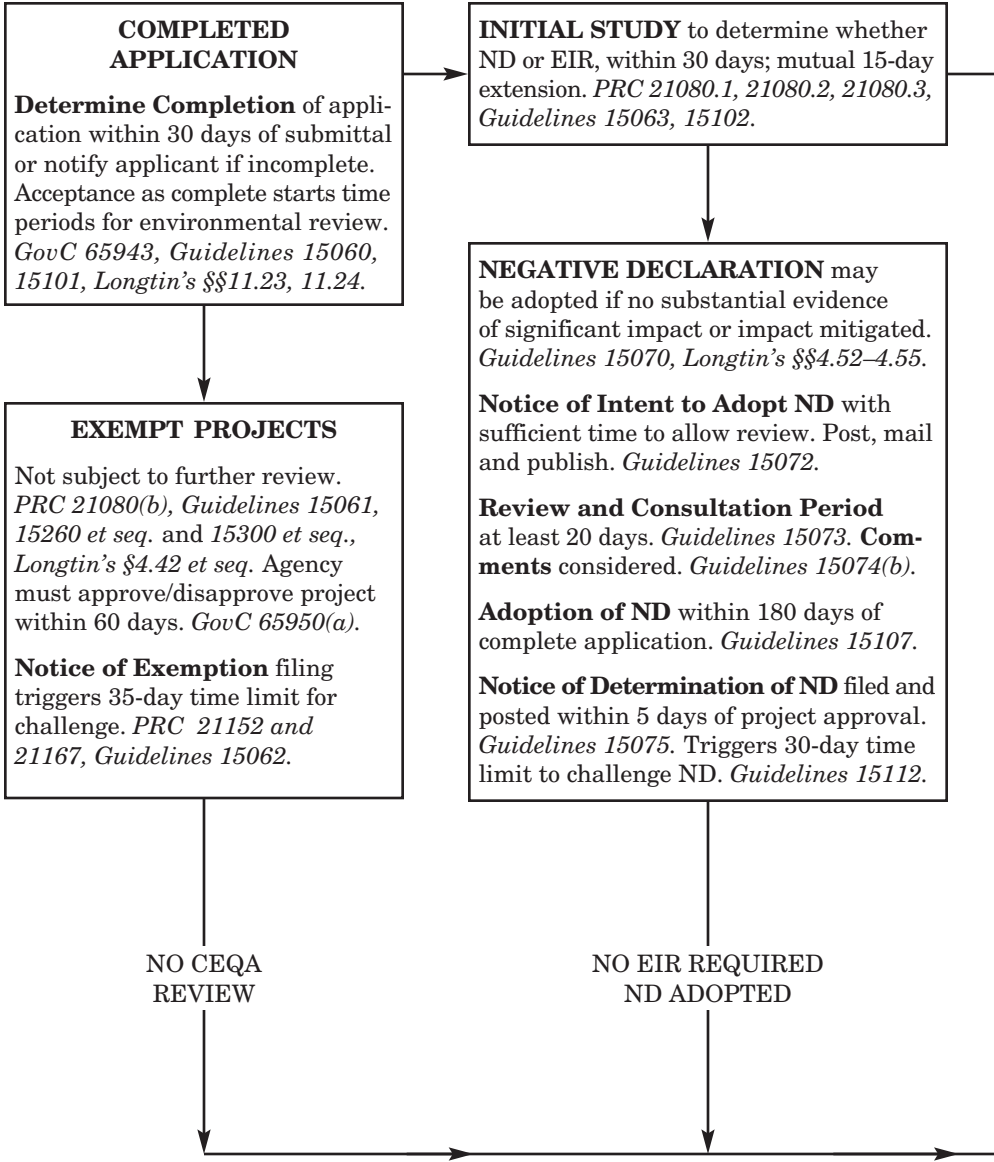 COMPLETED
APPLICATION
Determine Completion of appli-
cation within 30 days of submittal
or notify applicant if incomplete.
Acceptance as complete starts time
periods for environmental review.
GovC 65943, Guidelines 15060,
15101, Longtin's §§11.23, 11.24.
INITIAL STUDY to determine whether
ND or EIR, within 30 days; mutual 15-day
extension. PRC 21080.1, 21080.2, 21080.3,
Guidelines 15063, 15102.
EXEMPT PROJECTS
Not subject to further review.
PRC 21080(b), Guidelines 15061,
15260 et seq. and 15300 et seq.,
Longtin's §4.42 et seq. Agency
must approve/disapprove project
within 60 days. GovC 65950(a).
Notice of Exemption filing
triggers 35-day time limit for
challenge. PRC 21152 and
21167, Guidelines 15062.
NEGATIVE DECLARATION may
be adopted if no substantial evidence
of significant impact or impact mitigated.
Guidelines 15070, Longtin's §§4.52–4.55.
Notice of Intent to Adopt ND with
sufficient time to allow review. Post, mail
and publish. Guidelines 15072.
Review and Consultation Period
at least 20 days. Guidelines 15073. Com-
ments considered. Guidelines 15074(b).
Adoption of ND within 180 days of
complete application. Guidelines 15107.
Notice of Determination of ND filed and
posted within 5 days of project approval.
Guidelines 15075. Triggers 30-day time
limit to challenge ND. Guidelines 15112.
NO CEQA
REVIEW
NO EIR REQUIRED
ND ADOPTED